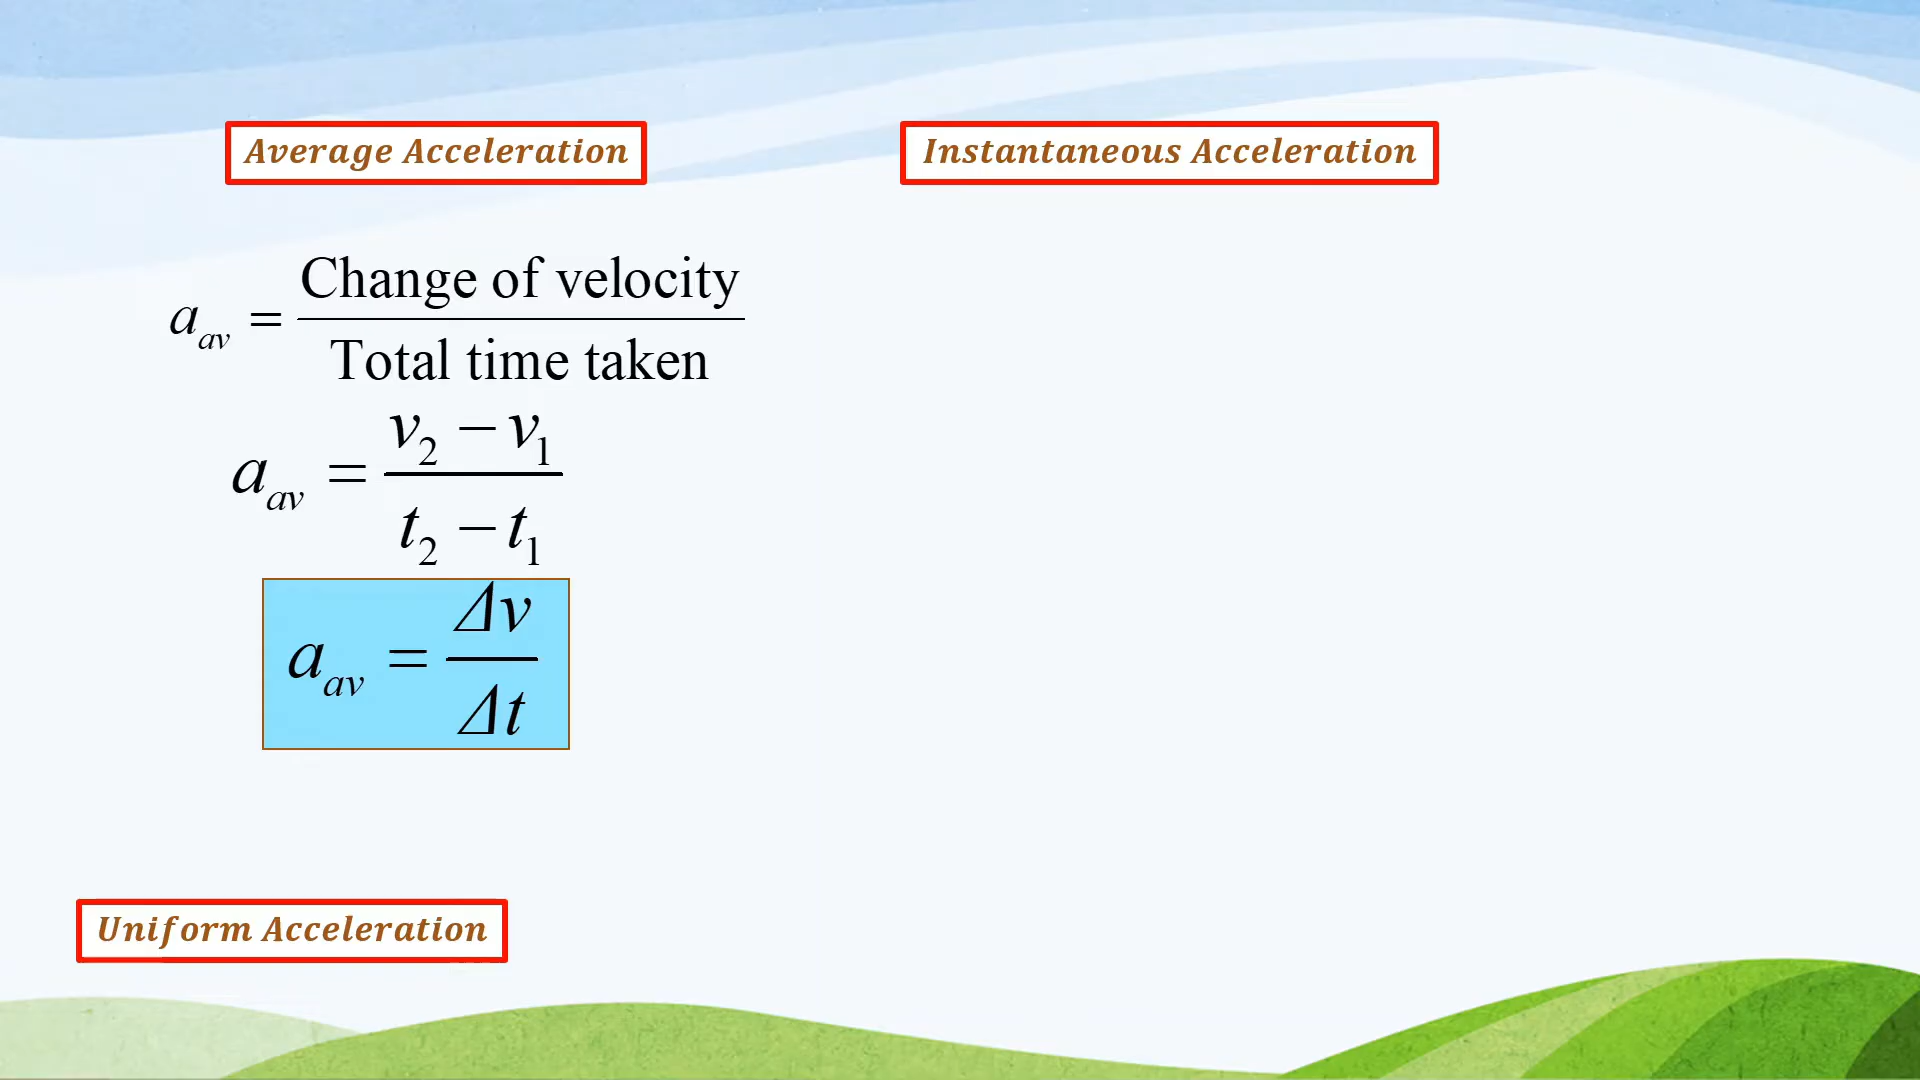 Average Acceleration
Instantaneous Acceleration
a_av = Change of velocity / Total time taken
a_av = (v_2 − v_1) / (t_2 − t_1)
a_av = Δv / Δt
Uniform Acceleration